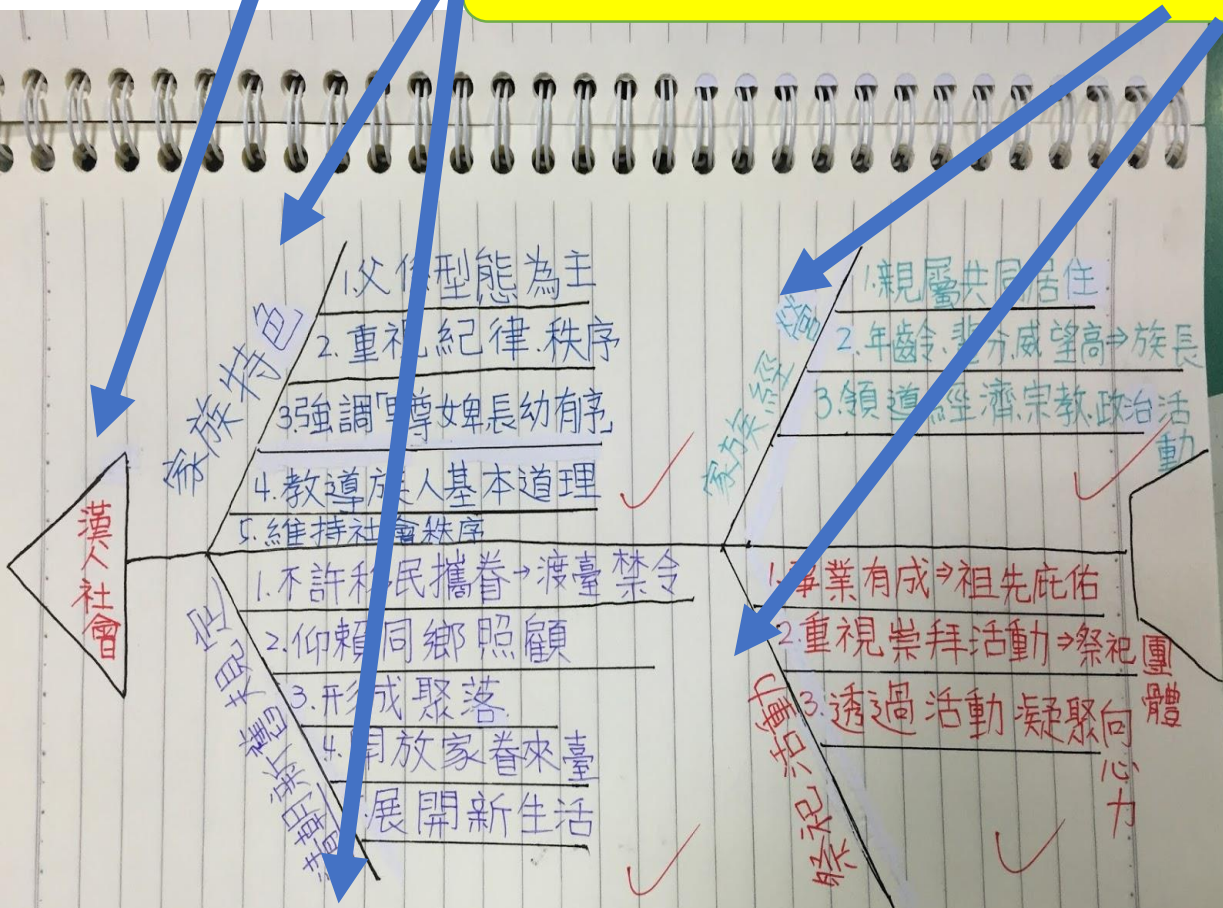 漢人社會
家族特色
1.父係型態為主
2.重視紀律.秩序
3.強調「尊女婢長幼有序
4.教導族人基本道理
5.維持社會秩序
規定
1.不許移民攜眷→渡臺禁令
2.仰賴同鄉照顧
3.形成聚落
4.開放家眷來臺
展開新生活
家族經營
1.親屬共同居住
2.年齡、輩分、威望高⇒族長
3.領導經濟、宗教、政治活動
祭祀活動
1.事業有成⇒祖先庇佑
2.重視崇拜活動⇒祭祀團體
3.透過活動凝聚向心力